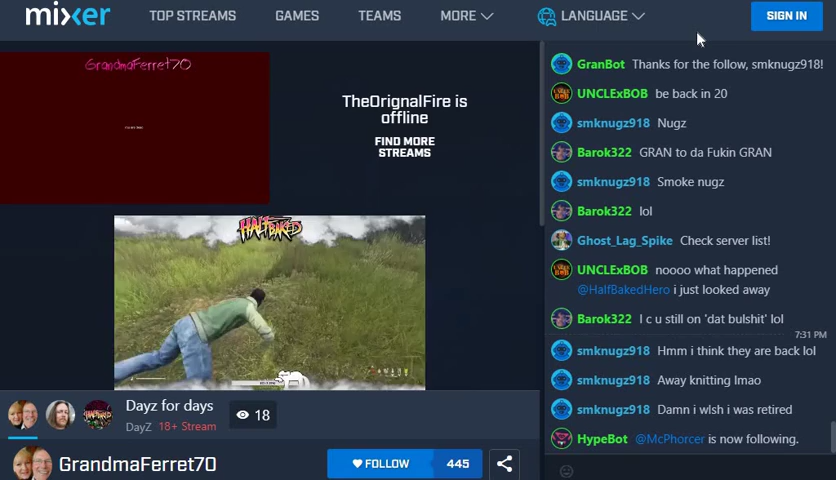 mixer
TOP STREAMS
GAMES
TEAMS
MORE
LANGUAGE
SIGN IN
GrandmaFerret70
TheOrignalFire is
offline
FIND MORE
STREAMS
HALFBAKED
Dayz for days
DayZ 18+ Stream
18
GrandmaFerret70
FOLLOW 445
GranBot Thanks for the follow, smknugz918!
UNCLExBOB be back in 20
smknugz918 Nugz
Barok322 GRAN to da Fukin GRAN
smknugz918 Smoke nugz
Barok322 lol
Ghost_Lag_Spike Check server list!
UNCLExBOB noooo what happened
@HalfBakedHero i just looked away
Barok322 I c u still on 'dat bulshit' lol
7:31 PM
smknugz918 Hmm i think they are back lol
smknugz918 Away knitting lmao
smknugz918 Damn i wIsh i was retired
HypeBot @McPhorcer is now following.